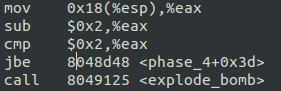 mov 0x18(%esp),%eax
sub $0x2,%eax
cmp $0x2,%eax
jbe 8048d48 <phase_4+0x3d>
call 8049125 <explode_bomb>